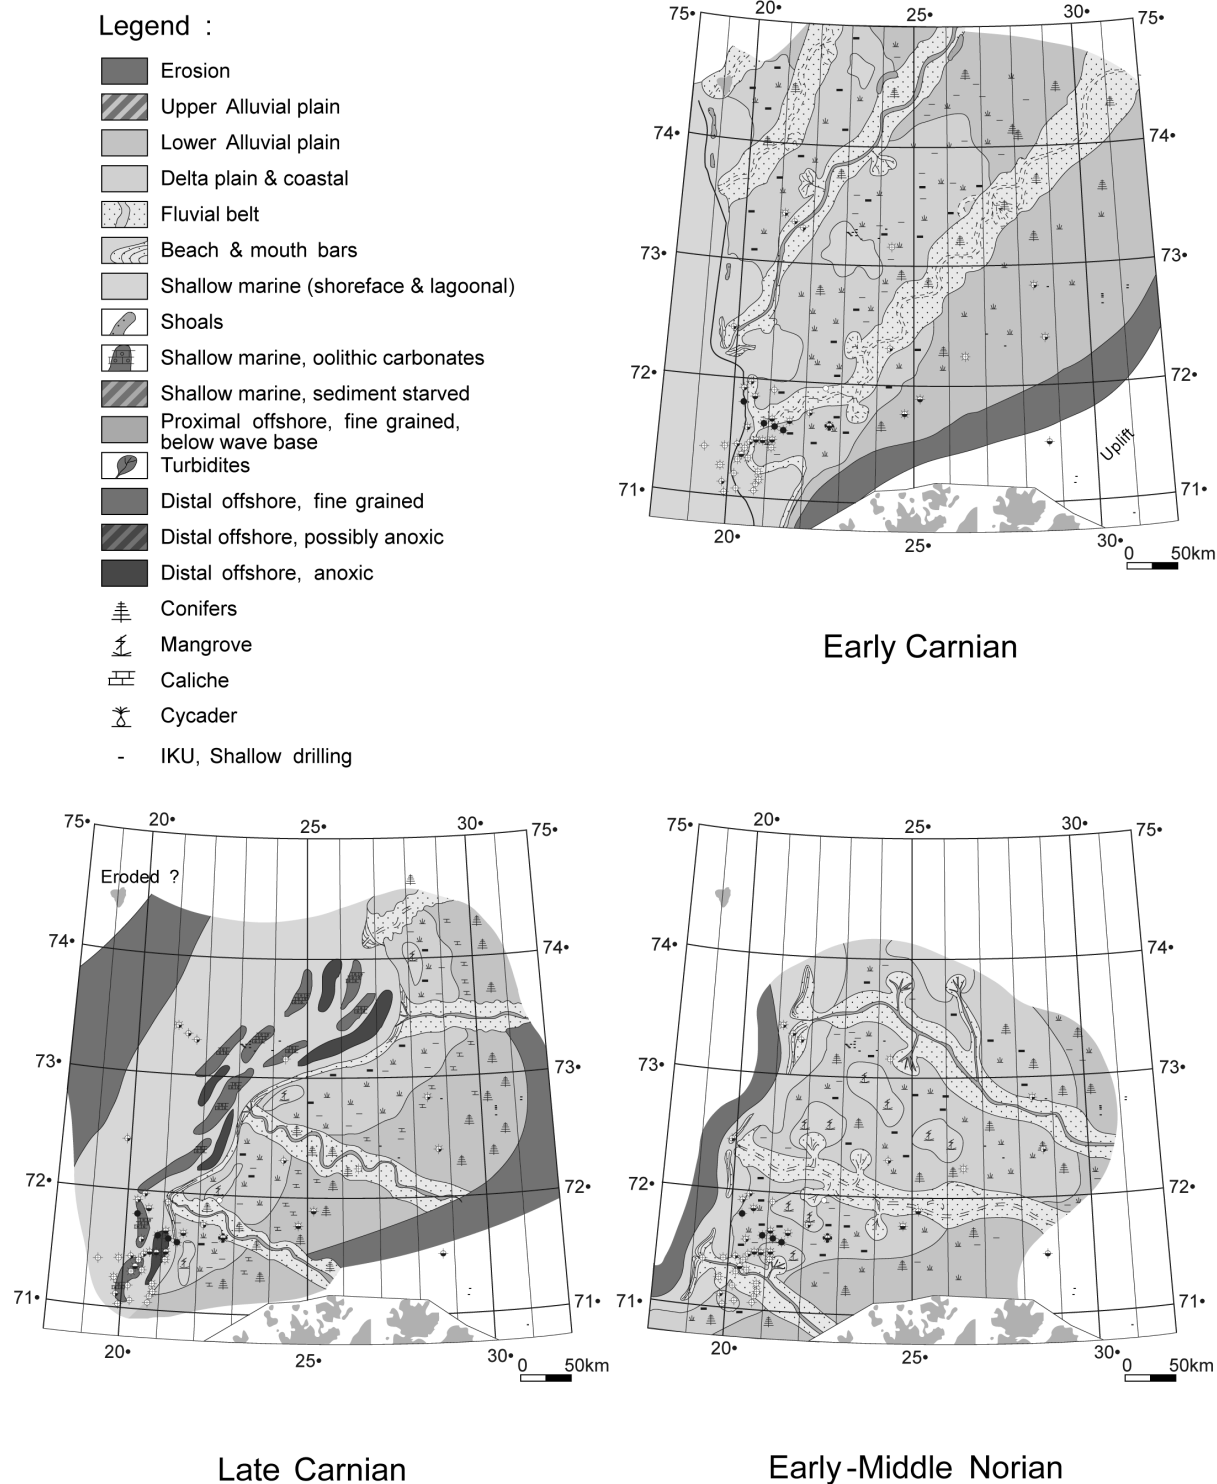 Legend :
Erosion
Upper Alluvial plain
Lower Alluvial plain
Delta plain & coastal
Fluvial belt
Beach & mouth bars
Shallow marine (shoreface & lagoonal)
Shoals
Shallow marine, oolithic carbonates
Shallow marine, sediment starved
Proximal offshore, fine grained,
below wave base
Turbidites
Distal offshore, fine grained
Distal offshore, possibly anoxic
Distal offshore, anoxic
Conifers
Mangrove
Caliche
Cycader
- IKU, Shallow drilling
75• 20• 25• 30• 75•
74• 74•
73• 73•
72• 72•
Uplift
71• 71•
20• 25• 30•
0 50km
Early Carnian
75• 20• 25• 30• 75•
Eroded ?
74• 74•
73• 73•
72• 72•
71• 71•
20• 25• 30•
0 50km
Late Carnian
75• 20• 25• 30• 75•
74• 74•
73• 73•
72• 72•
71• 71•
20• 25• 30•
0 50km
Early-Middle Norian